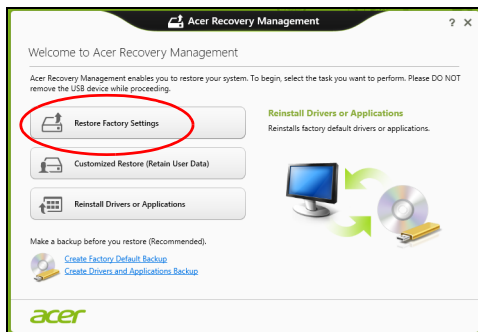 Acer Recovery Management
? ×
Welcome to Acer Recovery Management
Acer Recovery Management enables you to restore your system. To begin, select the task you want to perform. Please DO NOT
remove the USB device while proceeding.
Restore Factory Settings
Customized Restore (Retain User Data)
Reinstall Drivers or Applications
Reinstall Drivers or Applications
Reinstalls factory default drivers or applications.
Make a backup before you restore (Recommended).
Create Factory Default Backup
Create Drivers and Applications Backup
acer